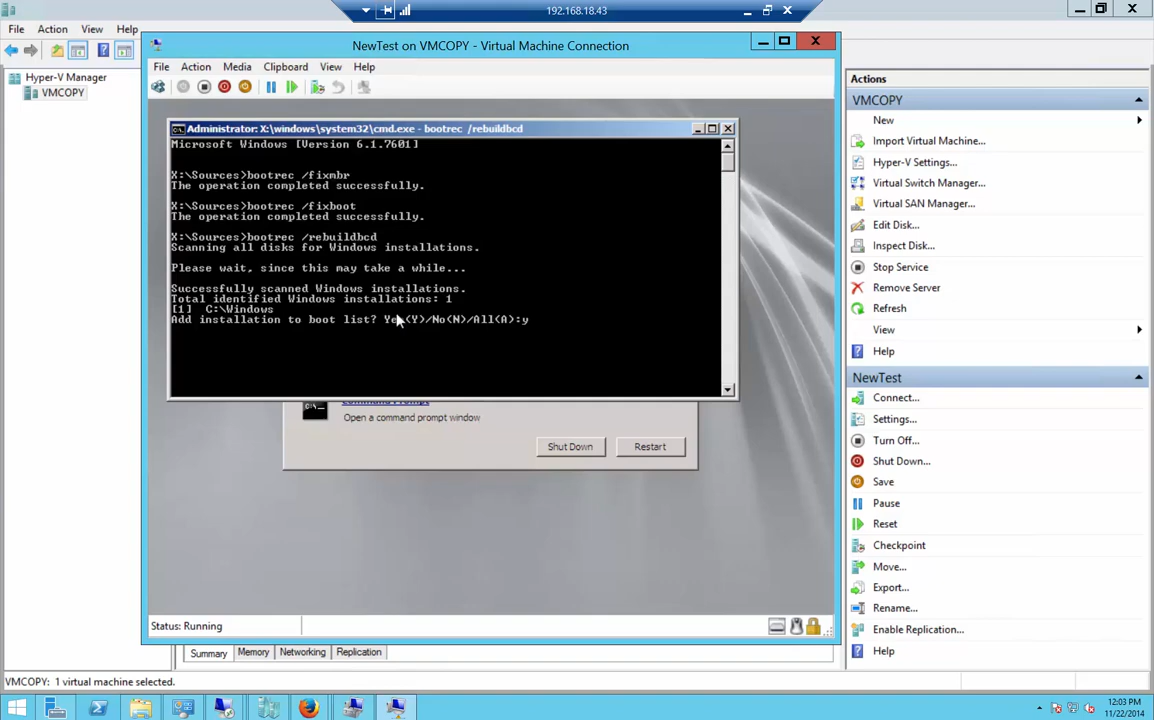 192.168.18.43
File Action View Help
Hyper-V Manager
VMCOPY
NewTest on VMCOPY - Virtual Machine Connection
File Action Media Clipboard View Help
Administrator: X:\windows\system32\cmd.exe - bootrec /rebuildbcd
Microsoft Windows [Version 6.1.7601]
X:\Sources>bootrec /fixmbr
The operation completed successfully.
X:\Sources>bootrec /fixboot
The operation completed successfully.
X:\Sources>bootrec /rebuildbcd
Scanning all disks for Windows installations.
Please wait, since this may take a while...
Successfully scanned Windows installations.
Total identified Windows installations: 1
[1] C:\Windows
Add installation to boot list? Yes(Y)/No(N)/All(A):y
Command Prompt
Open a command prompt window
Shut Down Restart
Status: Running
Summary Memory Networking Replication
VMCOPY: 1 virtual machine selected.
Actions
VMCOPY
New
Import Virtual Machine...
Hyper-V Settings...
Virtual Switch Manager...
Virtual SAN Manager...
Edit Disk...
Inspect Disk...
Stop Service
Remove Server
Refresh
View
Help
NewTest
Connect...
Settings...
Turn Off...
Shut Down...
Save
Pause
Reset
Checkpoint
Move...
Export...
Rename...
Enable Replication...
Help
12:03 PM
11/22/2014